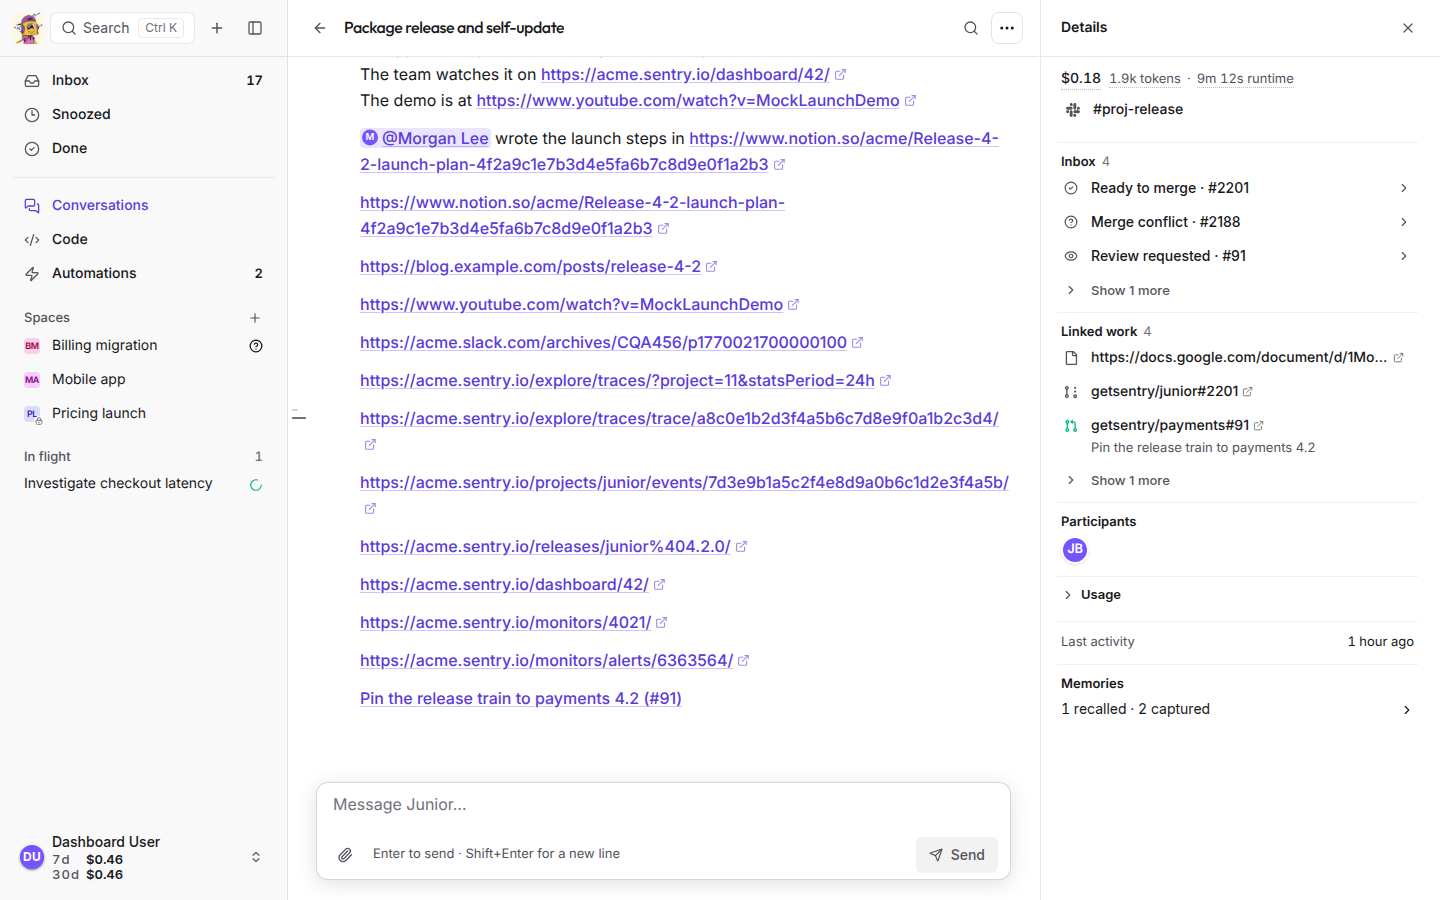 Search Ctrl K
Inbox 17
Snoozed
Done
Conversations
Code
Automations 2
Spaces
BM Billing migration
MA Mobile app
PL Pricing launch
In flight 1
Investigate checkout latency
DU Dashboard User
7d $0.46
30d $0.46
Package release and self-update
The team watches it on https://acme.sentry.io/dashboard/42/
The demo is at https://www.youtube.com/watch?v=MockLaunchDemo
M @Morgan Lee wrote the launch steps in https://www.notion.so/acme/Release-4-
2-launch-plan-4f2a9c1e7b3d4e5fa6b7c8d9e0f1a2b3
https://www.notion.so/acme/Release-4-2-launch-plan-
4f2a9c1e7b3d4e5fa6b7c8d9e0f1a2b3
https://blog.example.com/posts/release-4-2
https://www.youtube.com/watch?v=MockLaunchDemo
https://acme.slack.com/archives/CQA456/p1770021700000100
https://acme.sentry.io/explore/traces/?project=11&statsPeriod=24h
https://acme.sentry.io/explore/traces/trace/a8c0e1b2d3f4a5b6c7d8e9f0a1b2c3d4/
https://acme.sentry.io/projects/junior/events/7d3e9b1a5c2f4e8d9a0b6c1d2e3f4a5b/
https://acme.sentry.io/releases/junior%404.2.0/
https://acme.sentry.io/dashboard/42/
https://acme.sentry.io/monitors/4021/
https://acme.sentry.io/monitors/alerts/6363564/
Pin the release train to payments 4.2 (#91)
Message Junior...
Enter to send · Shift+Enter for a new line
Send
Details
$0.18 1.9k tokens · 9m 12s runtime
#proj-release
Inbox 4
Ready to merge · #2201
Merge conflict · #2188
Review requested · #91
Show 1 more
Linked work 4
https://docs.google.com/document/d/1Mo...
getsentry/junior#2201
getsentry/payments#91
Pin the release train to payments 4.2
Show 1 more
Participants
JB
Usage
Last activity 1 hour ago
Memories
1 recalled · 2 captured